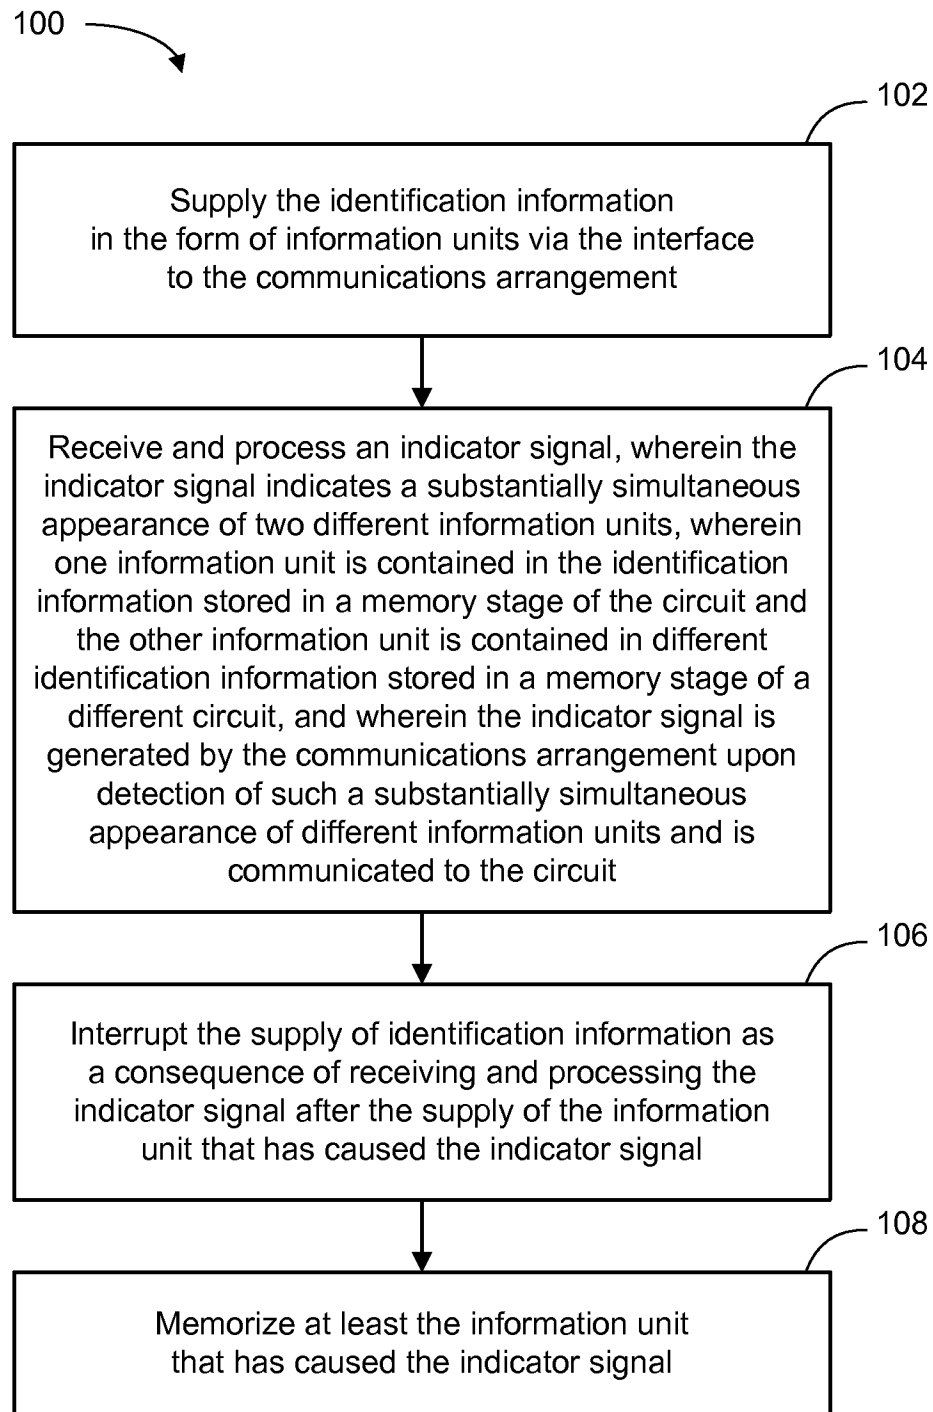 100
102
Supply the identification information
in the form of information units via the interface
to the communications arrangement
104
Receive and process an indicator signal, wherein the
indicator signal indicates a substantially simultaneous
appearance of two different information units, wherein
one information unit is contained in the identification
information stored in a memory stage of the circuit and
the other information unit is contained in different
identification information stored in a memory stage of a
different circuit, and wherein the indicator signal is
generated by the communications arrangement upon
detection of such a substantially simultaneous
appearance of different information units and is
communicated to the circuit
106
Interrupt the supply of identification information as
a consequence of receiving and processing the
indicator signal after the supply of the information
unit that has caused the indicator signal
108
Memorize at least the information unit
that has caused the indicator signal